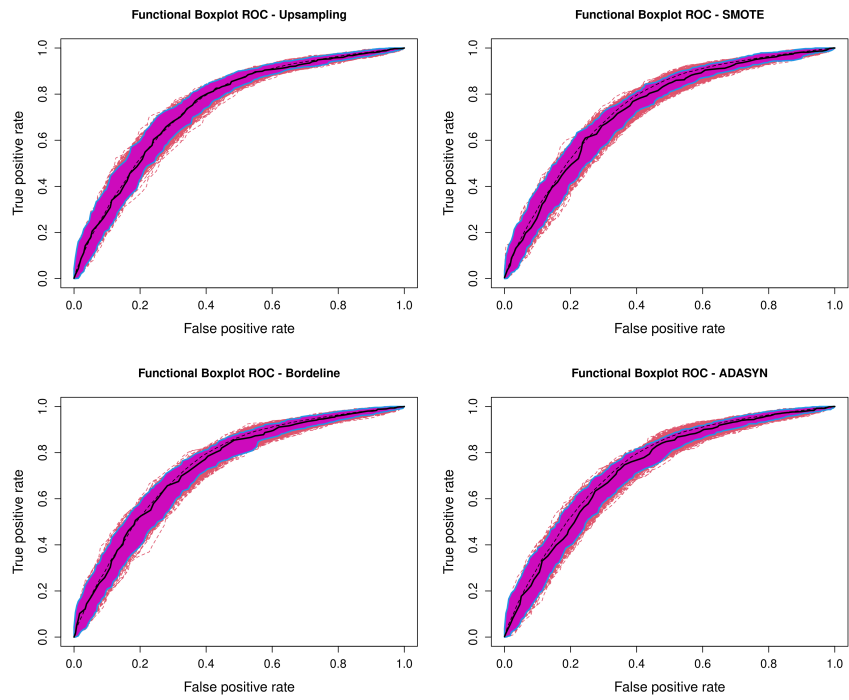 Functional Boxplot ROC - Upsampling
True positive rate
1.0
0.8
0.6
0.4
0.2
0.0
0.0 0.2 0.4 0.6 0.8 1.0
False positive rate
Functional Boxplot ROC - SMOTE
True positive rate
1.0
0.8
0.6
0.4
0.2
0.0
0.0 0.2 0.4 0.6 0.8 1.0
False positive rate
Functional Boxplot ROC - Bordeline
True positive rate
1.0
0.8
0.6
0.4
0.2
0.0
0.0 0.2 0.4 0.6 0.8 1.0
False positive rate
Functional Boxplot ROC - ADASYN
True positive rate
1.0
0.8
0.6
0.4
0.2
0.0
0.0 0.2 0.4 0.6 0.8 1.0
False positive rate